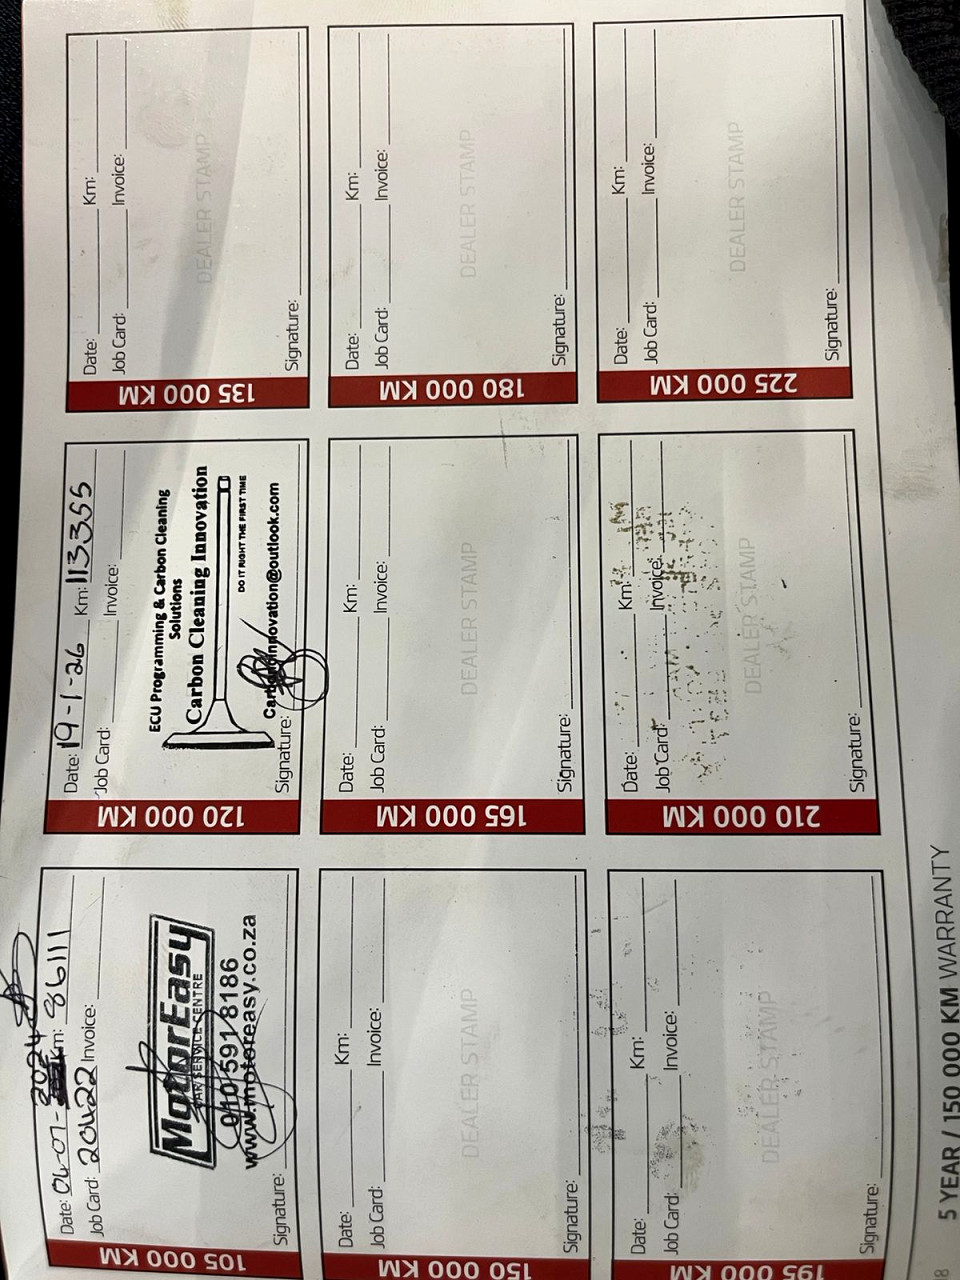 105 000 KM
Date: 04-07-2024 Km: 86111
Job Card: 20422 Invoice:
MotorEasy
CAR SERVICE CENTRE
010 591 8186
www.motoreasy.co.za
Signature:
120 000 KM
Date: 19-1-26 Km: 113355
Job Card: Invoice:
ECU Programming & Carbon Cleaning
Solutions
Carbon Cleaning Innovation
DO IT RIGHT THE FIRST TIME
Signature:
135 000 KM
Date: Km:
Job Card: Invoice:
DEALER STAMP
Signature:
150 000 KM
Date: Km:
Job Card: Invoice:
DEALER STAMP
Signature:
165 000 KM
Date: Km:
Job Card: Invoice:
DEALER STAMP
Signature:
180 000 KM
Date: Km:
Job Card: Invoice:
DEALER STAMP
Signature:
195 000 KM
Date: Km:
Job Card: Invoice:
DEALER STAMP
Signature:
210 000 KM
Date: Km:
Job Card: Invoice:
DEALER STAMP
Signature:
225 000 KM
Date: Km:
Job Card: Invoice:
DEALER STAMP
Signature:
5 YEAR / 150 000 KM WARRANTY